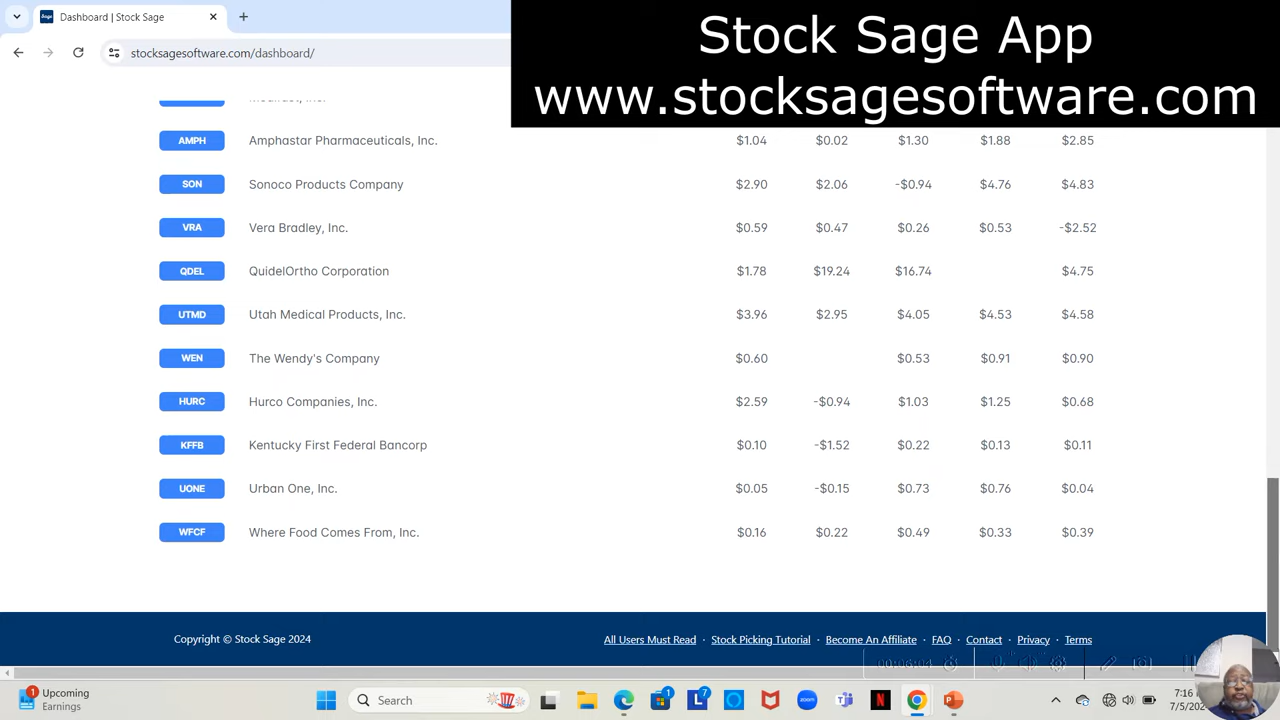 Dashboard | Stock Sage
Stock Sage App
stocksagesoftware.com/dashboard/
www.stocksagesoftware.com
Medifast, Inc.
AMPH Amphastar Pharmaceuticals, Inc. $1.04 $0.02 $1.30 $1.88 $2.85
SON Sonoco Products Company $2.90 $2.06 -$0.94 $4.76 $4.83
VRA Vera Bradley, Inc. $0.59 $0.47 $0.26 $0.53 -$2.52
QDEL QuidelOrtho Corporation $1.78 $19.24 $16.74 $4.75
UTMD Utah Medical Products, Inc. $3.96 $2.95 $4.05 $4.53 $4.58
WEN The Wendy's Company $0.60 $0.53 $0.91 $0.90
HURC Hurco Companies, Inc. $2.59 -$0.94 $1.03 $1.25 $0.68
KFFB Kentucky First Federal Bancorp $0.10 -$1.52 $0.22 $0.13 $0.11
UONE Urban One, Inc. $0.05 -$0.15 $0.73 $0.76 $0.04
WFCF Where Food Comes From, Inc. $0.16 $0.22 $0.49 $0.33 $0.39
Copyright © Stock Sage 2024 All Users Must Read · Stock Picking Tutorial · Become An Affiliate · FAQ · Contact · Privacy · Terms
00:06:04
Upcoming
Earnings
Search
7:16
7/5/202